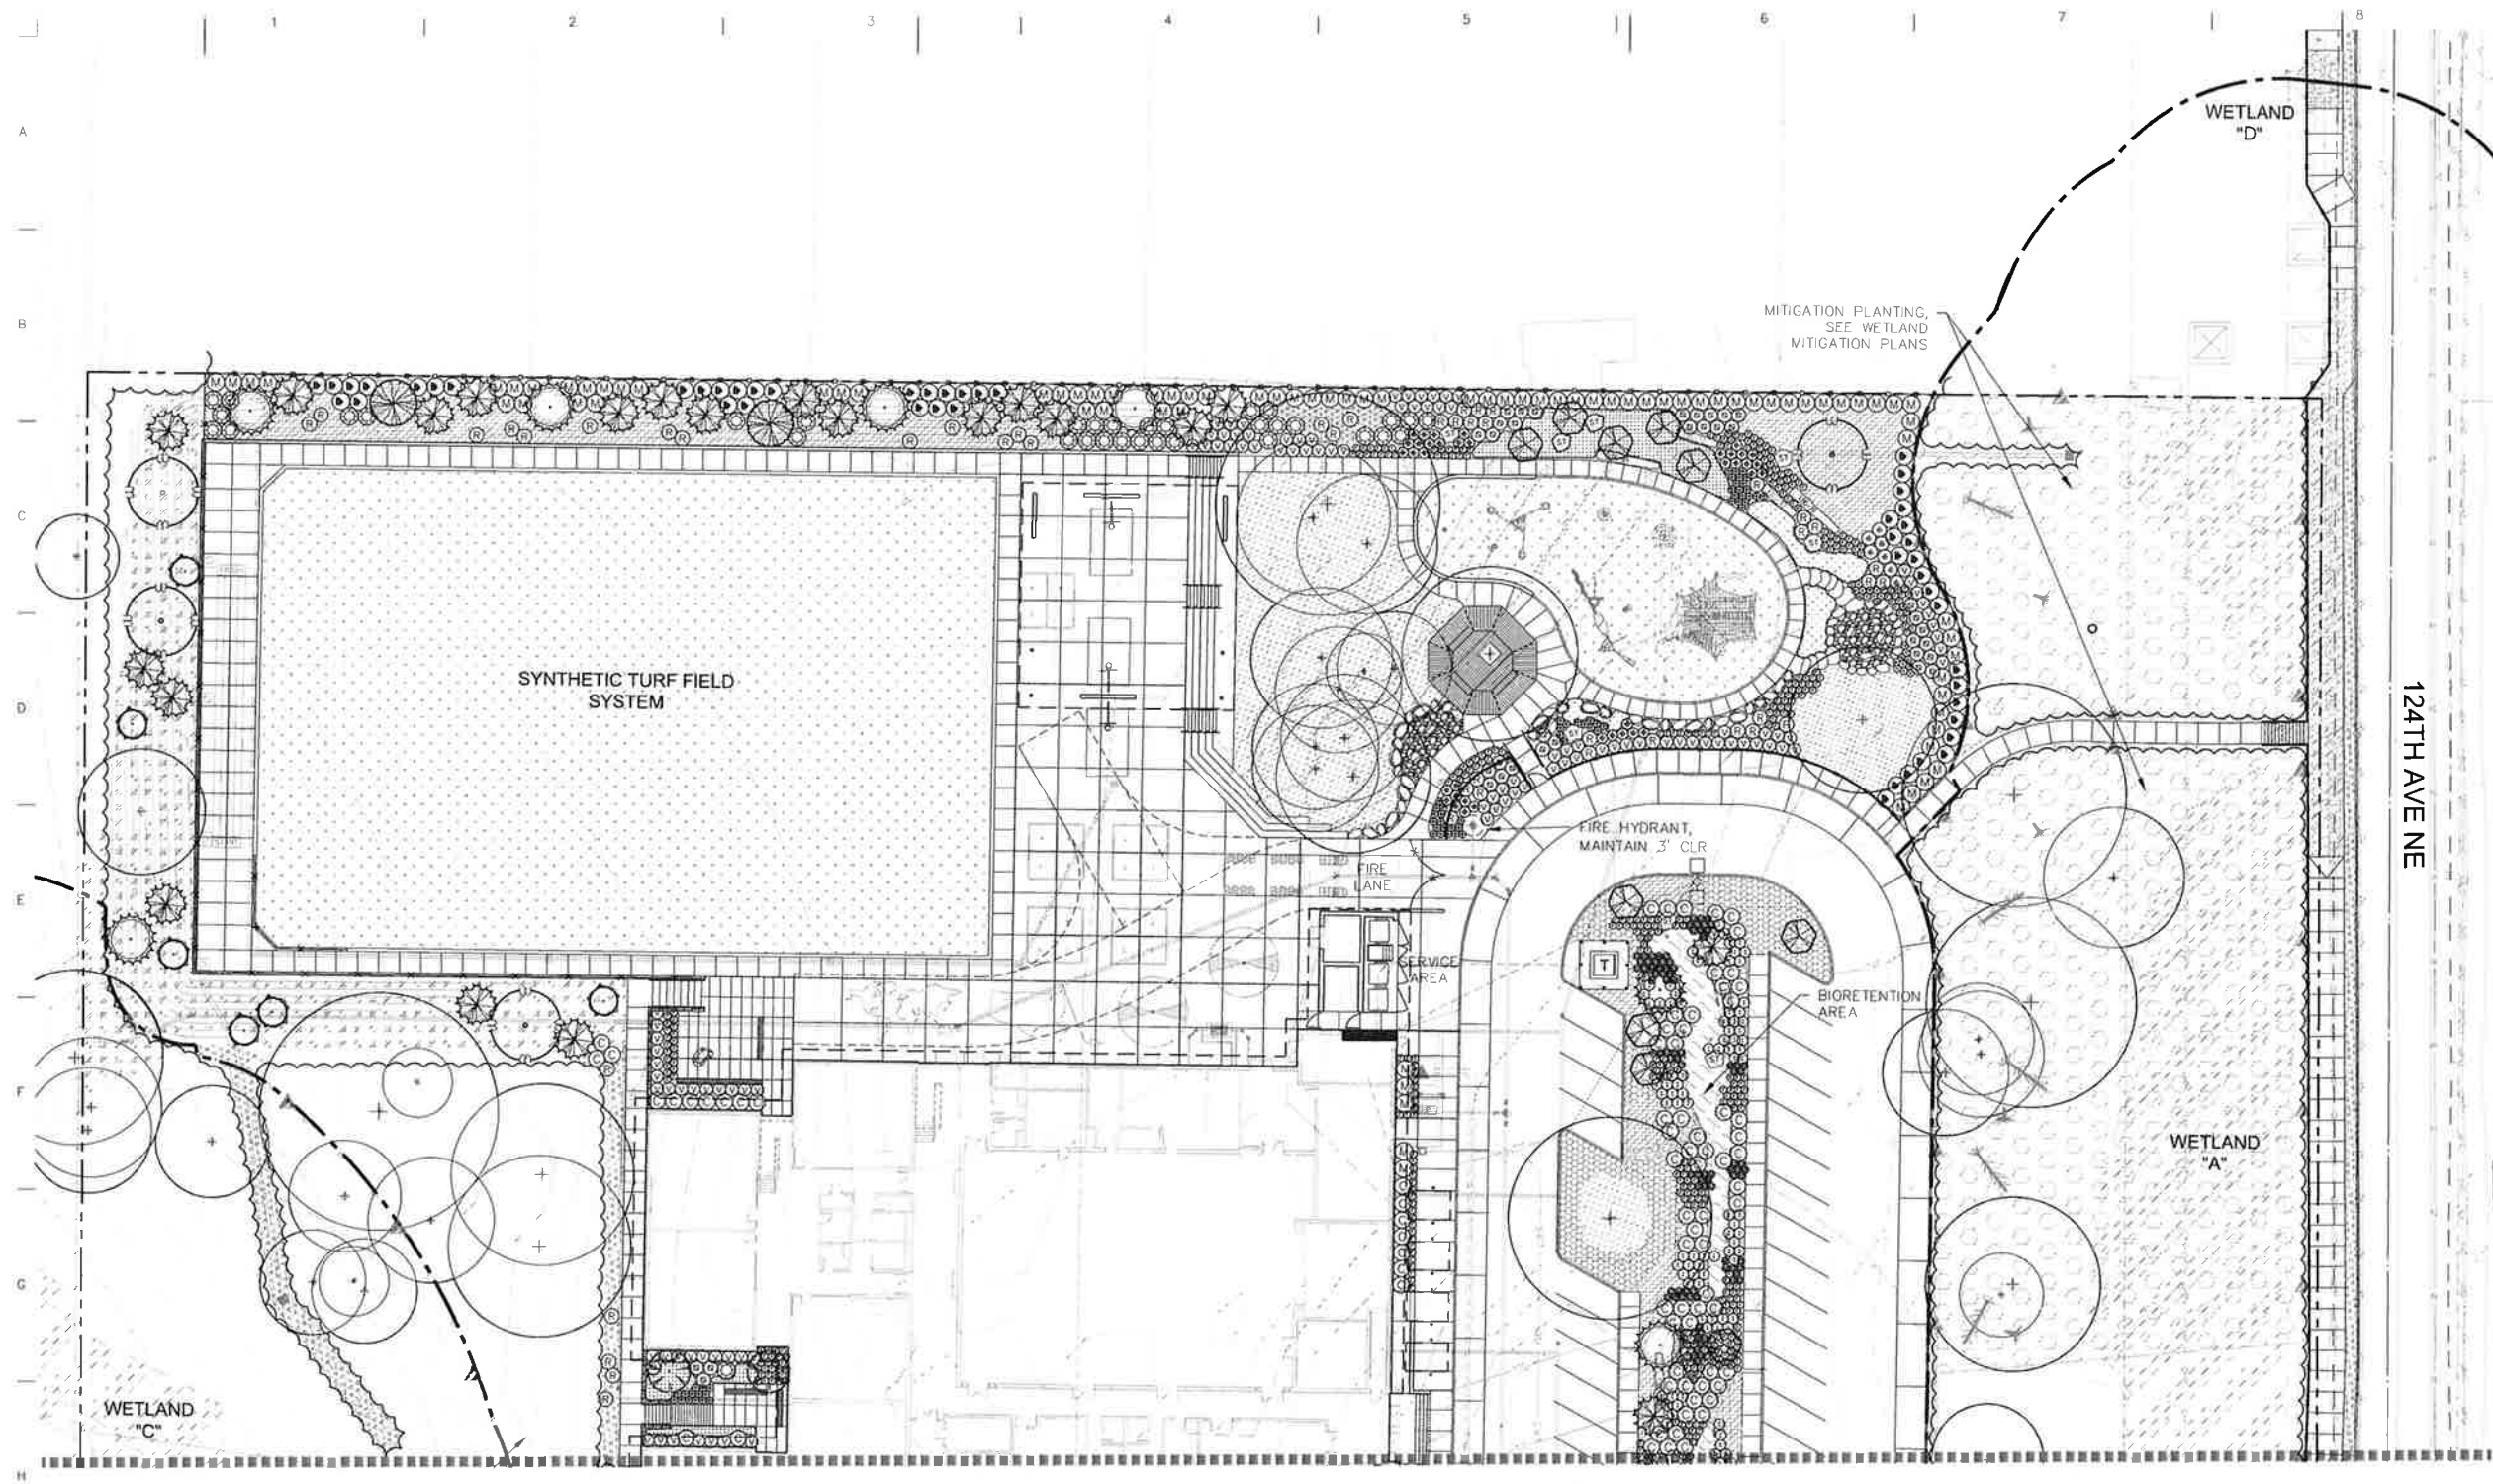 1 2 3 4 5 6 7 8
A
WETLAND
"D"
B
MITIGATION PLANTING,
SEE WETLAND
MITIGATION PLANS
C
SYNTHETIC TURF FIELD
SYSTEM
D
124TH AVE NE
FIRE HYDRANT,
MAINTAIN 3' CLR
FIRE
LANE
E
SERVICE
AREA
T
BIORETENTION
AREA
F
WETLAND
"A"
G
WETLAND
"C"
H